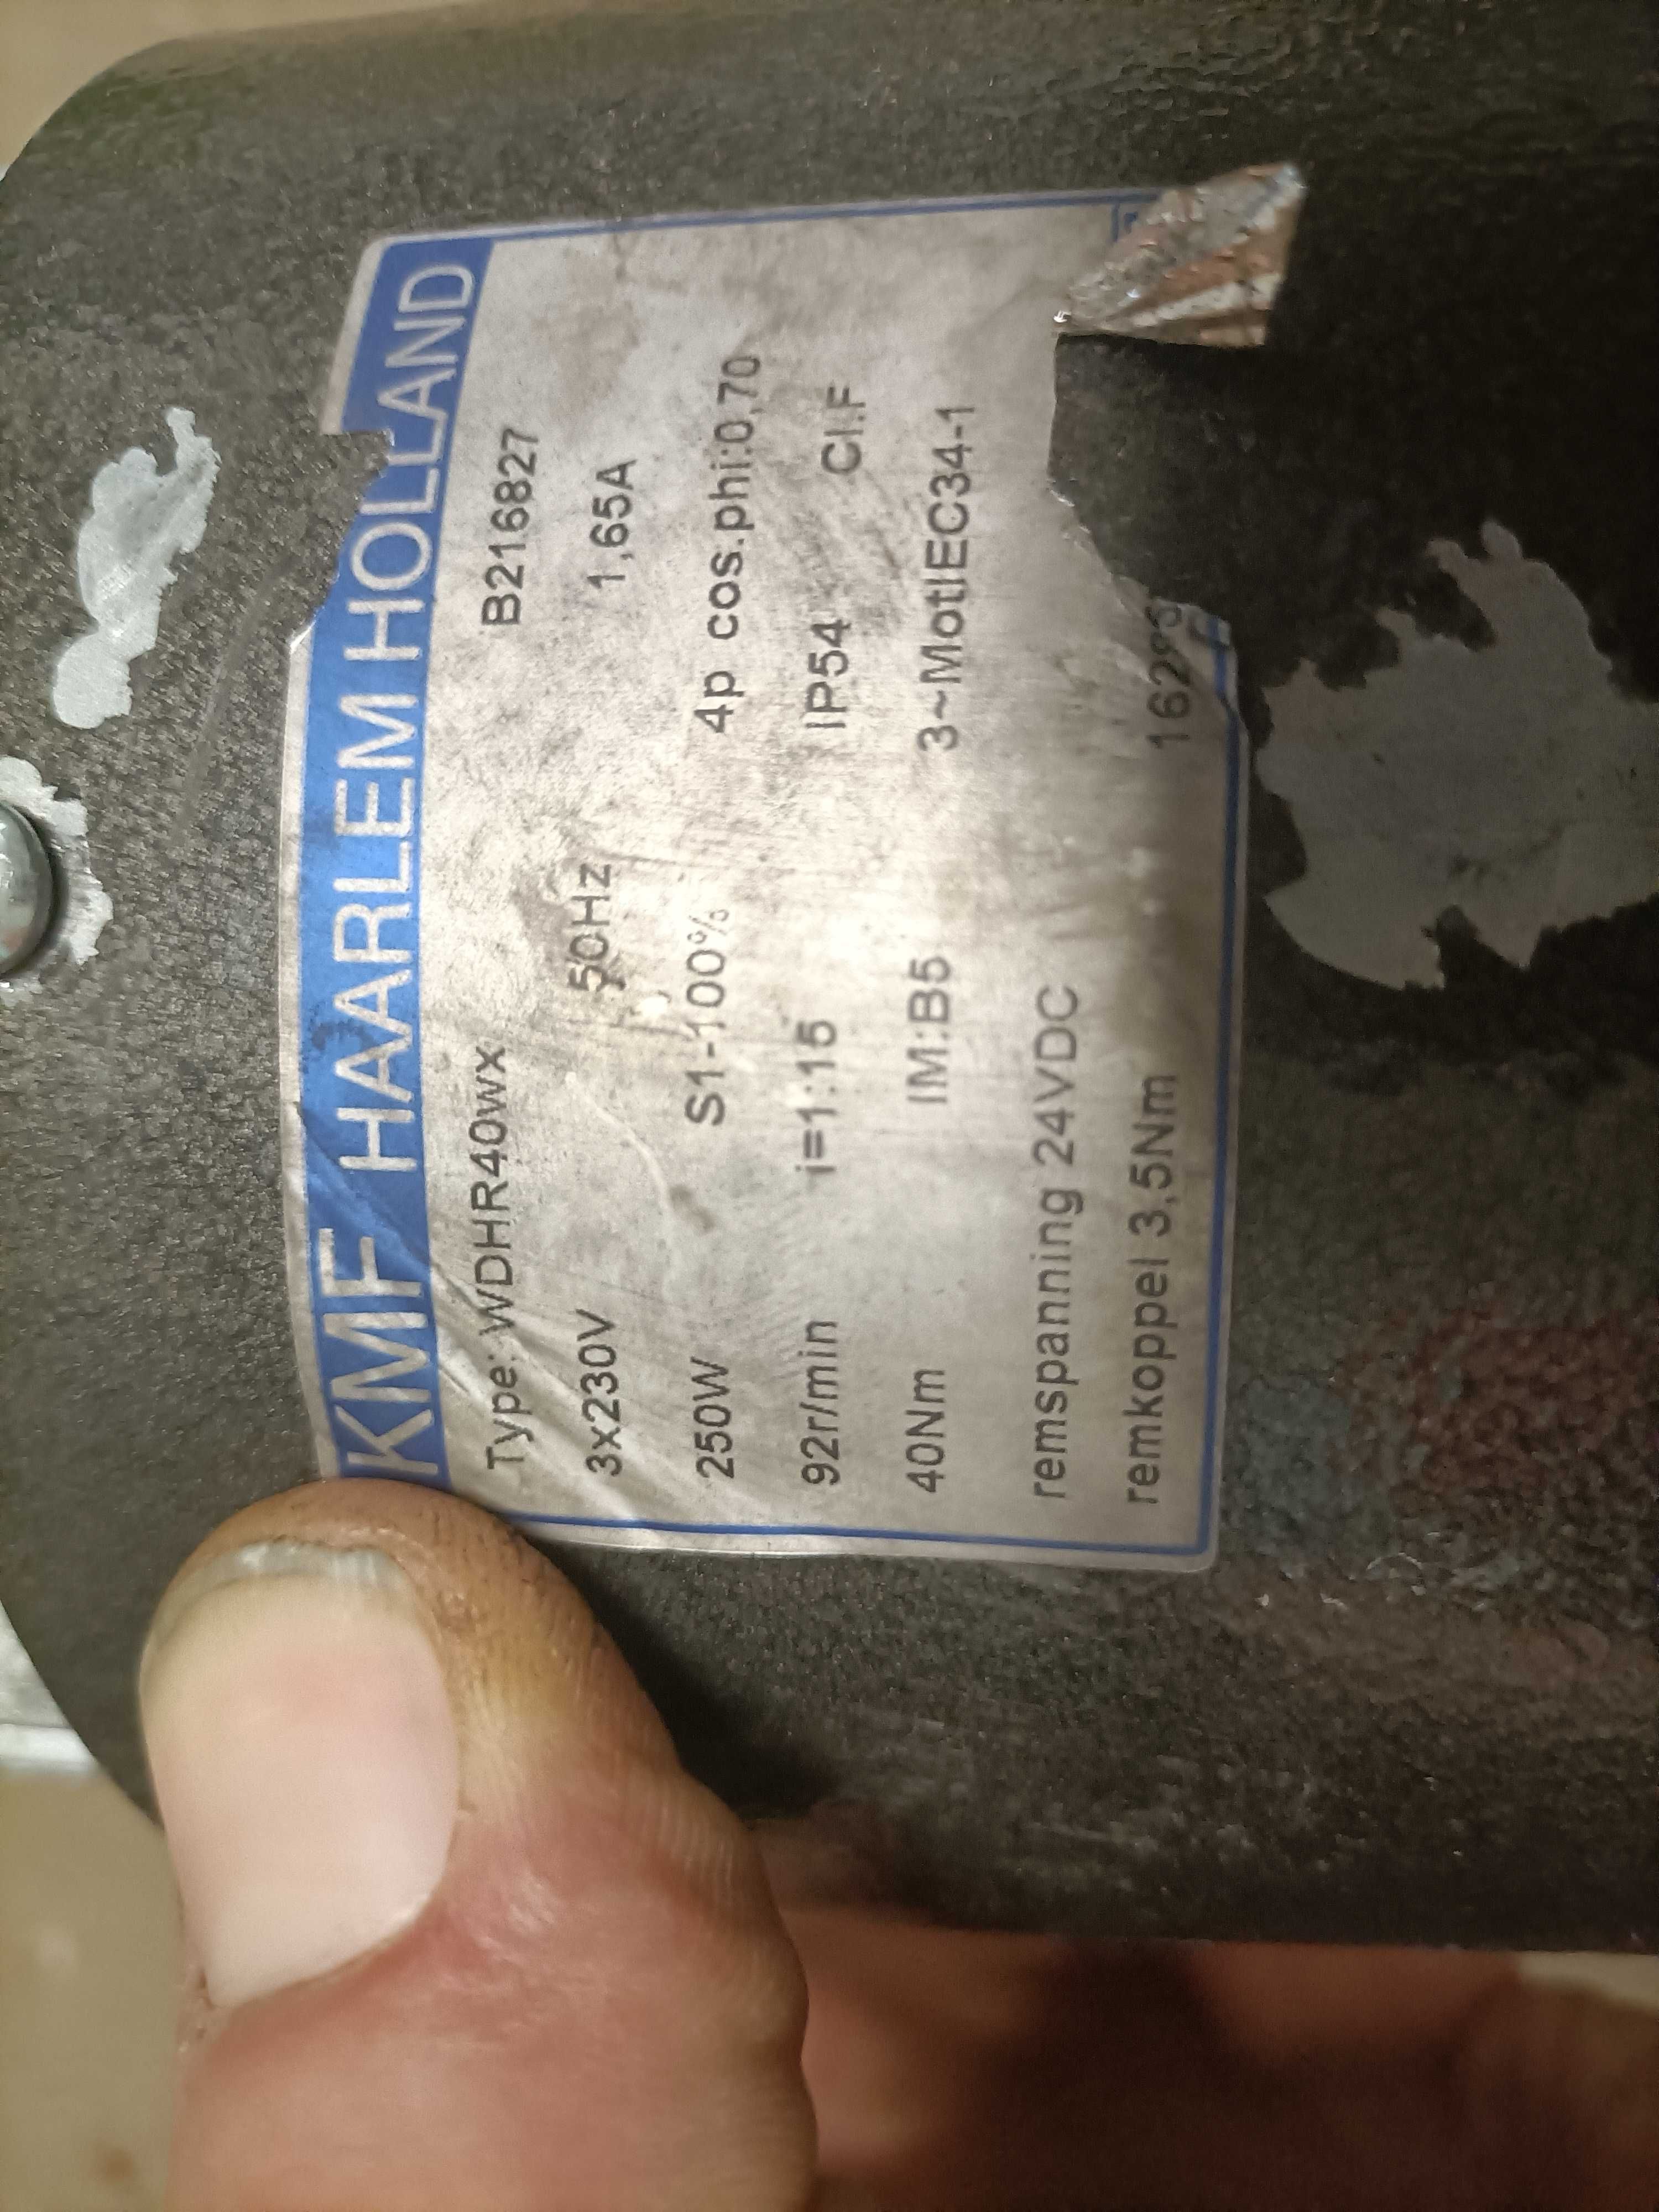 KMF HAARLEM HOLLAND
Type: WDHR40wx B216827
3x230V 50Hz 1,65A
250W S1-100% 4p cos.phi:0,70
92r/min i=1:15 IP54 Cl.F
40Nm IM:B5 3~MotIEC34-1
remspanning 24VDC
remkoppel 3,5Nm